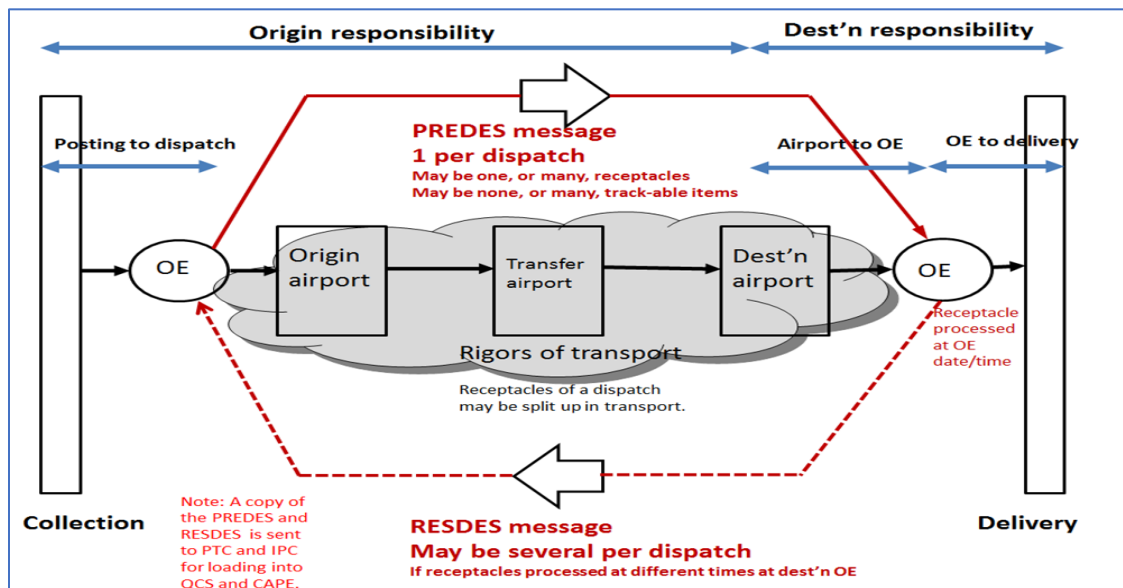 Origin responsibility
Dest'n responsibility
Posting to dispatch
PREDES message
1 per dispatch
May be one, or many, receptacles
May be none, or many, track-able items
Airport to OE
OE to delivery
OE
Origin
airport
Transfer
airport
Dest'n
airport
OE
Rigors of transport
Receptacles of a dispatch
may be split up in transport.
Receptacle
processed
at OE
date/time
Collection
Note: A copy of
the PREDES and
RESDES is sent
to PTC and IPC
for loading into
QCS and CAPE.
RESDES message
May be several per dispatch
If receptacles processed at different times at dest'n OE
Delivery